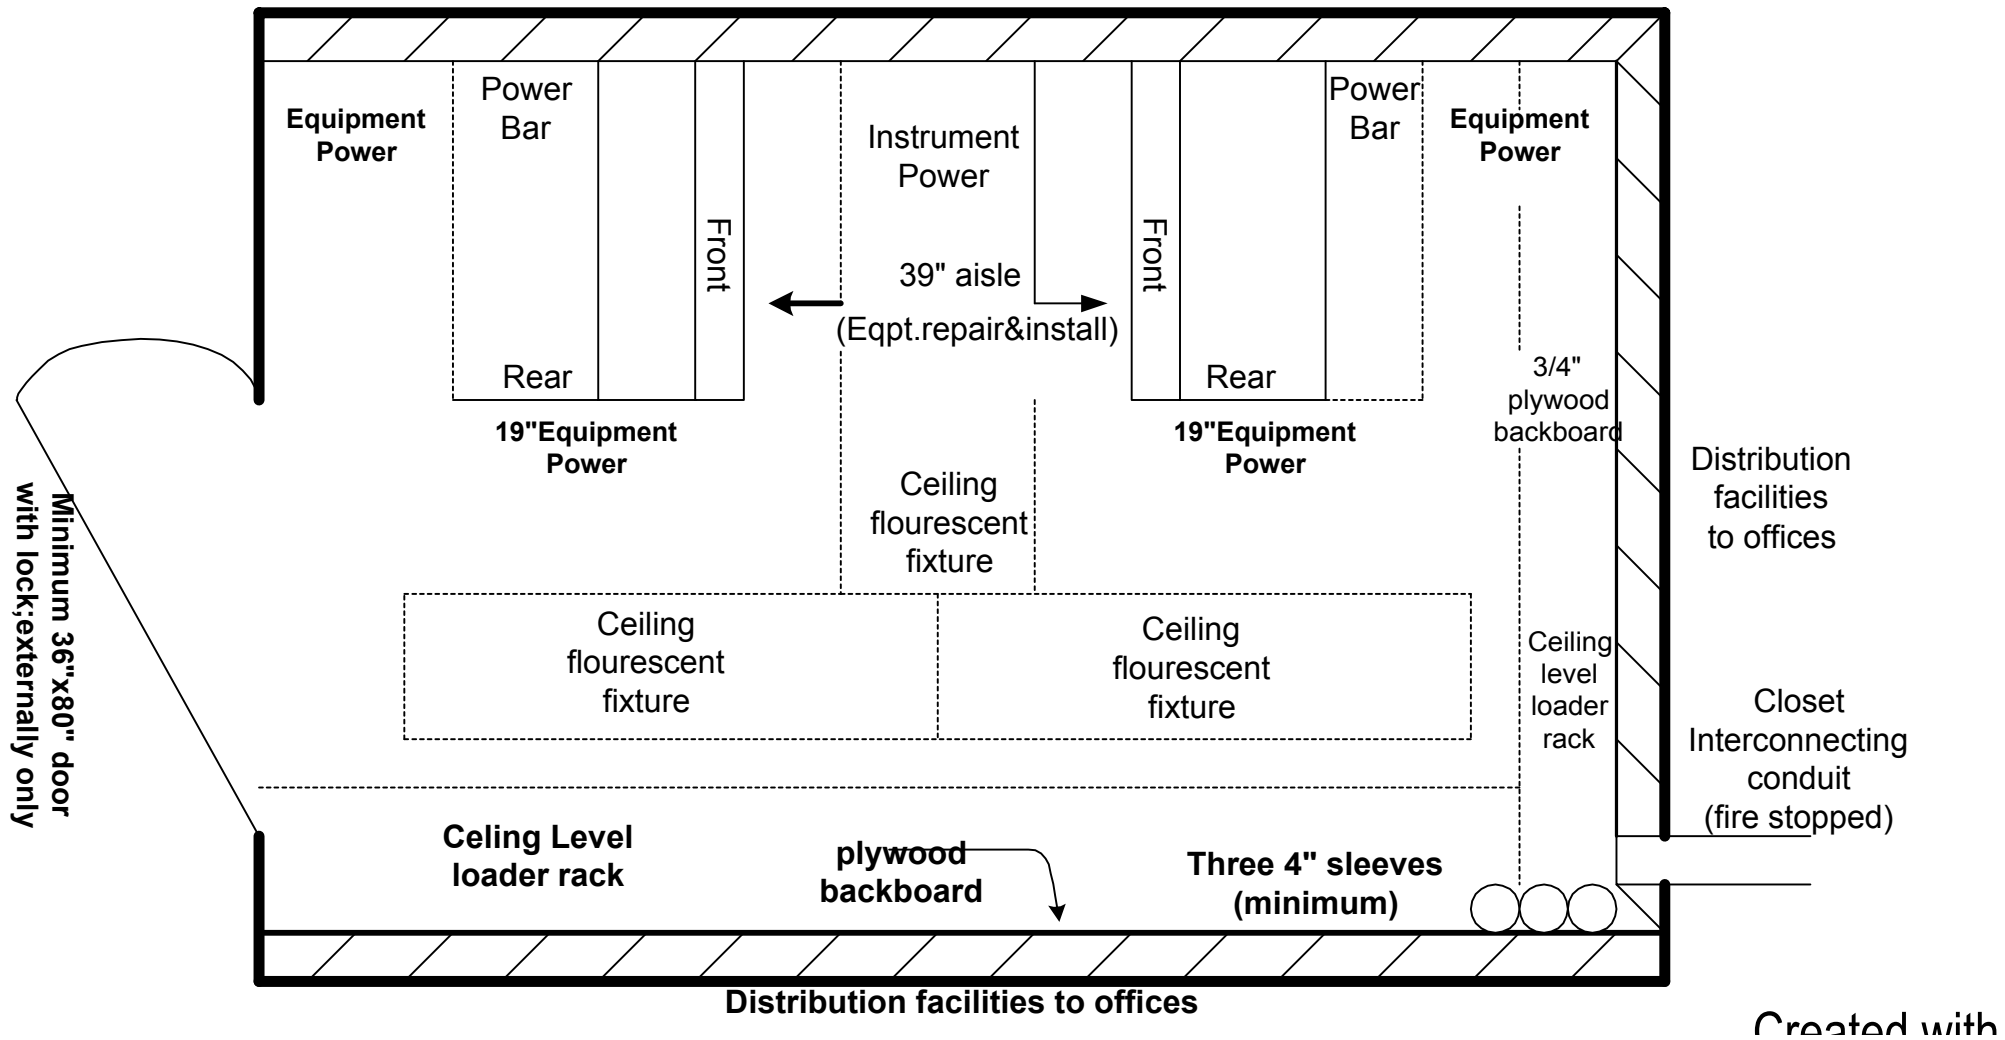 Power
Bar
Equipment
Power
Instrument
Power
Power
Bar
Equipment
Power
Front
Front
39" aisle
(Eqpt.repair&install)
Rear
Rear
19"Equipment
Power
19"Equipment
Power
3/4"
plywood
backboard
Distribution
facilities
to offices
Ceiling
flourescent
fixture
Minimum 36"x80" door
with lock;externally only
Ceiling
flourescent
fixture
Ceiling
flourescent
fixture
Ceiling
level
loader
rack
Closet
Interconnecting
conduit
(fire stopped)
Celing Level
loader rack
plywood
backboard
Three 4" sleeves
(minimum)
Distribution facilities to offices
Created with